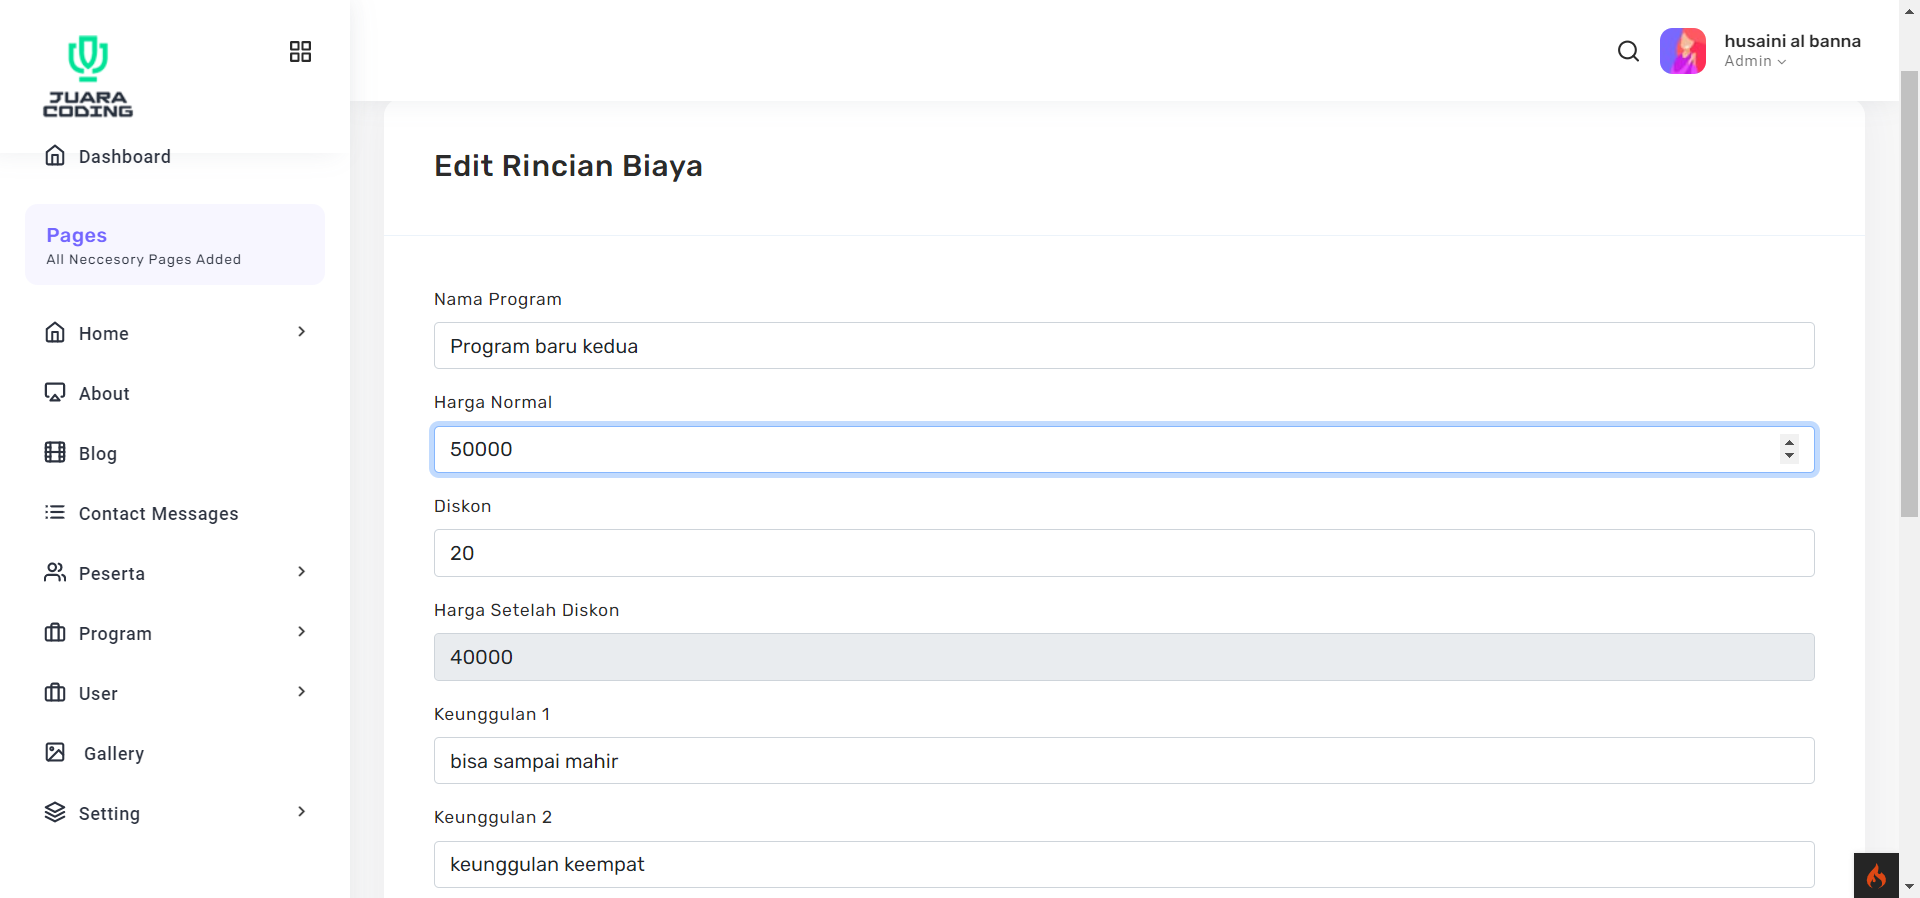 JUARA
CODING
husaini al banna
Admin
Dashboard
Pages
All Neccesory Pages Added
Home
About
Blog
Contact Messages
Peserta
Program
User
Gallery
Setting
Edit Rincian Biaya
Nama Program
Program baru kedua
Harga Normal
50000
Diskon
20
Harga Setelah Diskon
40000
Keunggulan 1
bisa sampai mahir
Keunggulan 2
keunggulan keempat